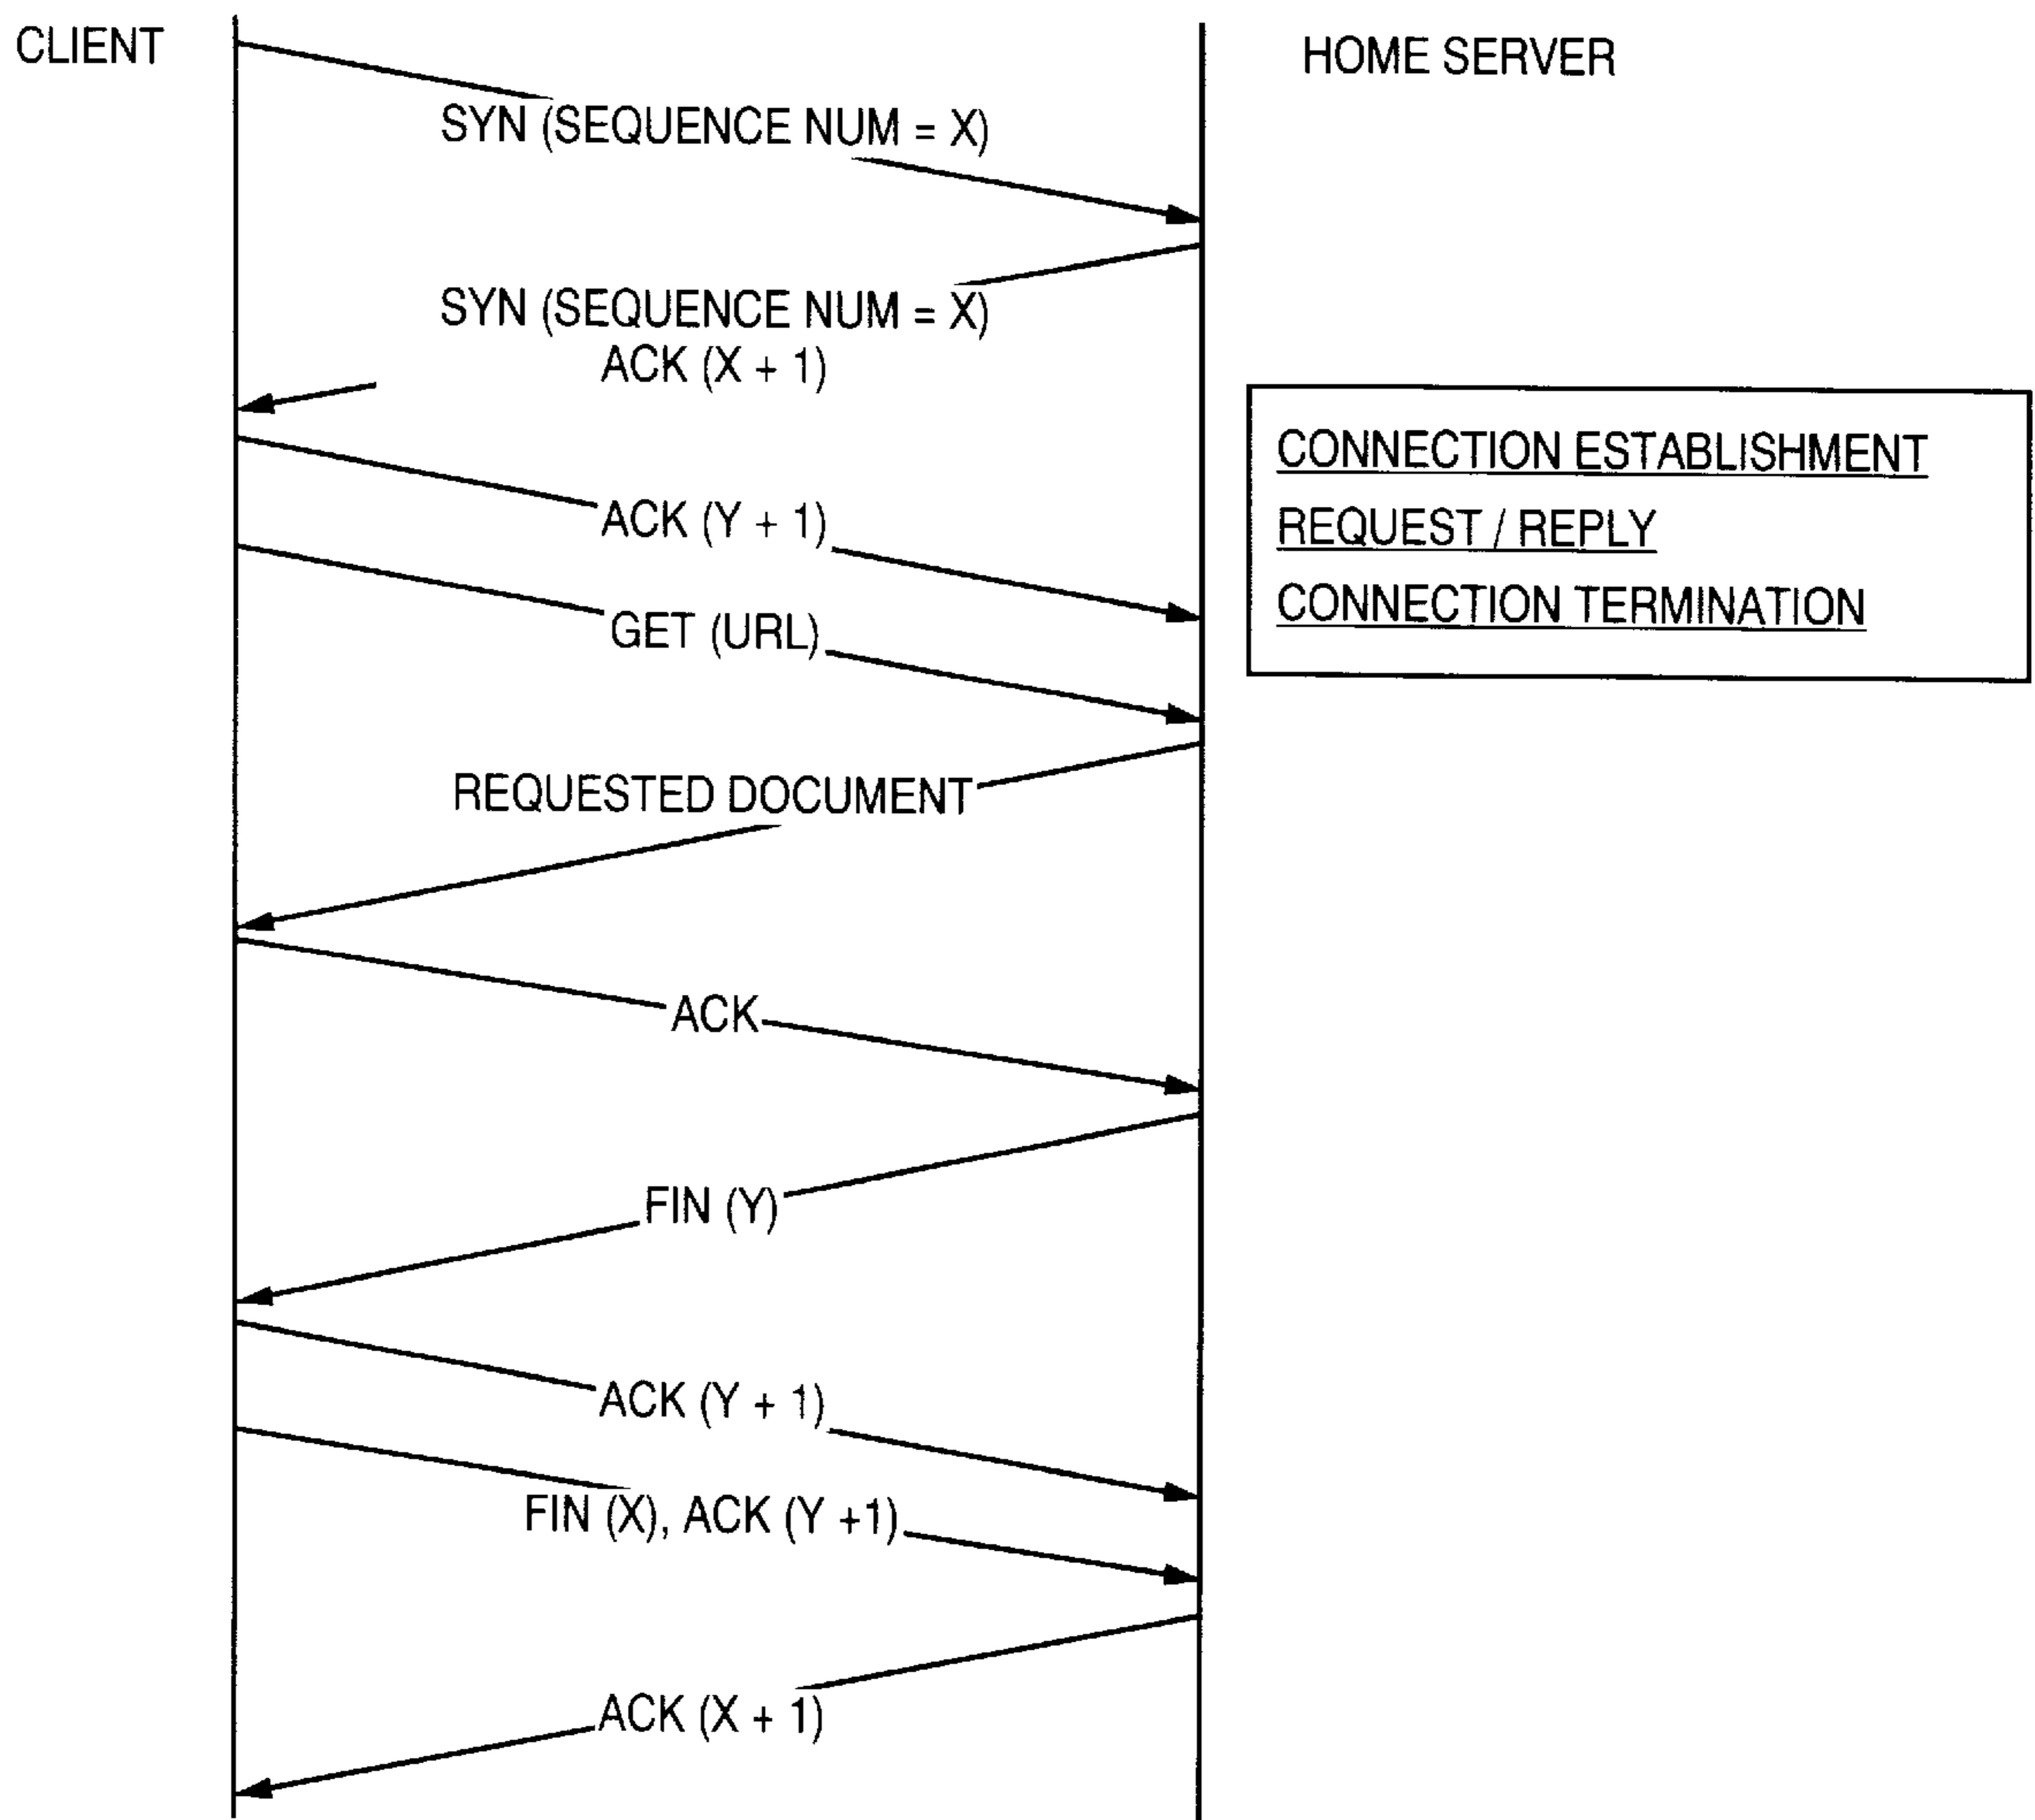 CLIENT
HOME SERVER
SYN (SEQUENCE NUM = X)
SYN (SEQUENCE NUM = X)
ACK (X + 1)
CONNECTION ESTABLISHMENT
REQUEST / REPLY
CONNECTION TERMINATION
ACK (Y + 1)
GET (URL)
REQUESTED DOCUMENT
ACK
FIN (Y)
ACK (Y + 1)
FIN (X), ACK (Y +1)
ACK (X + 1)